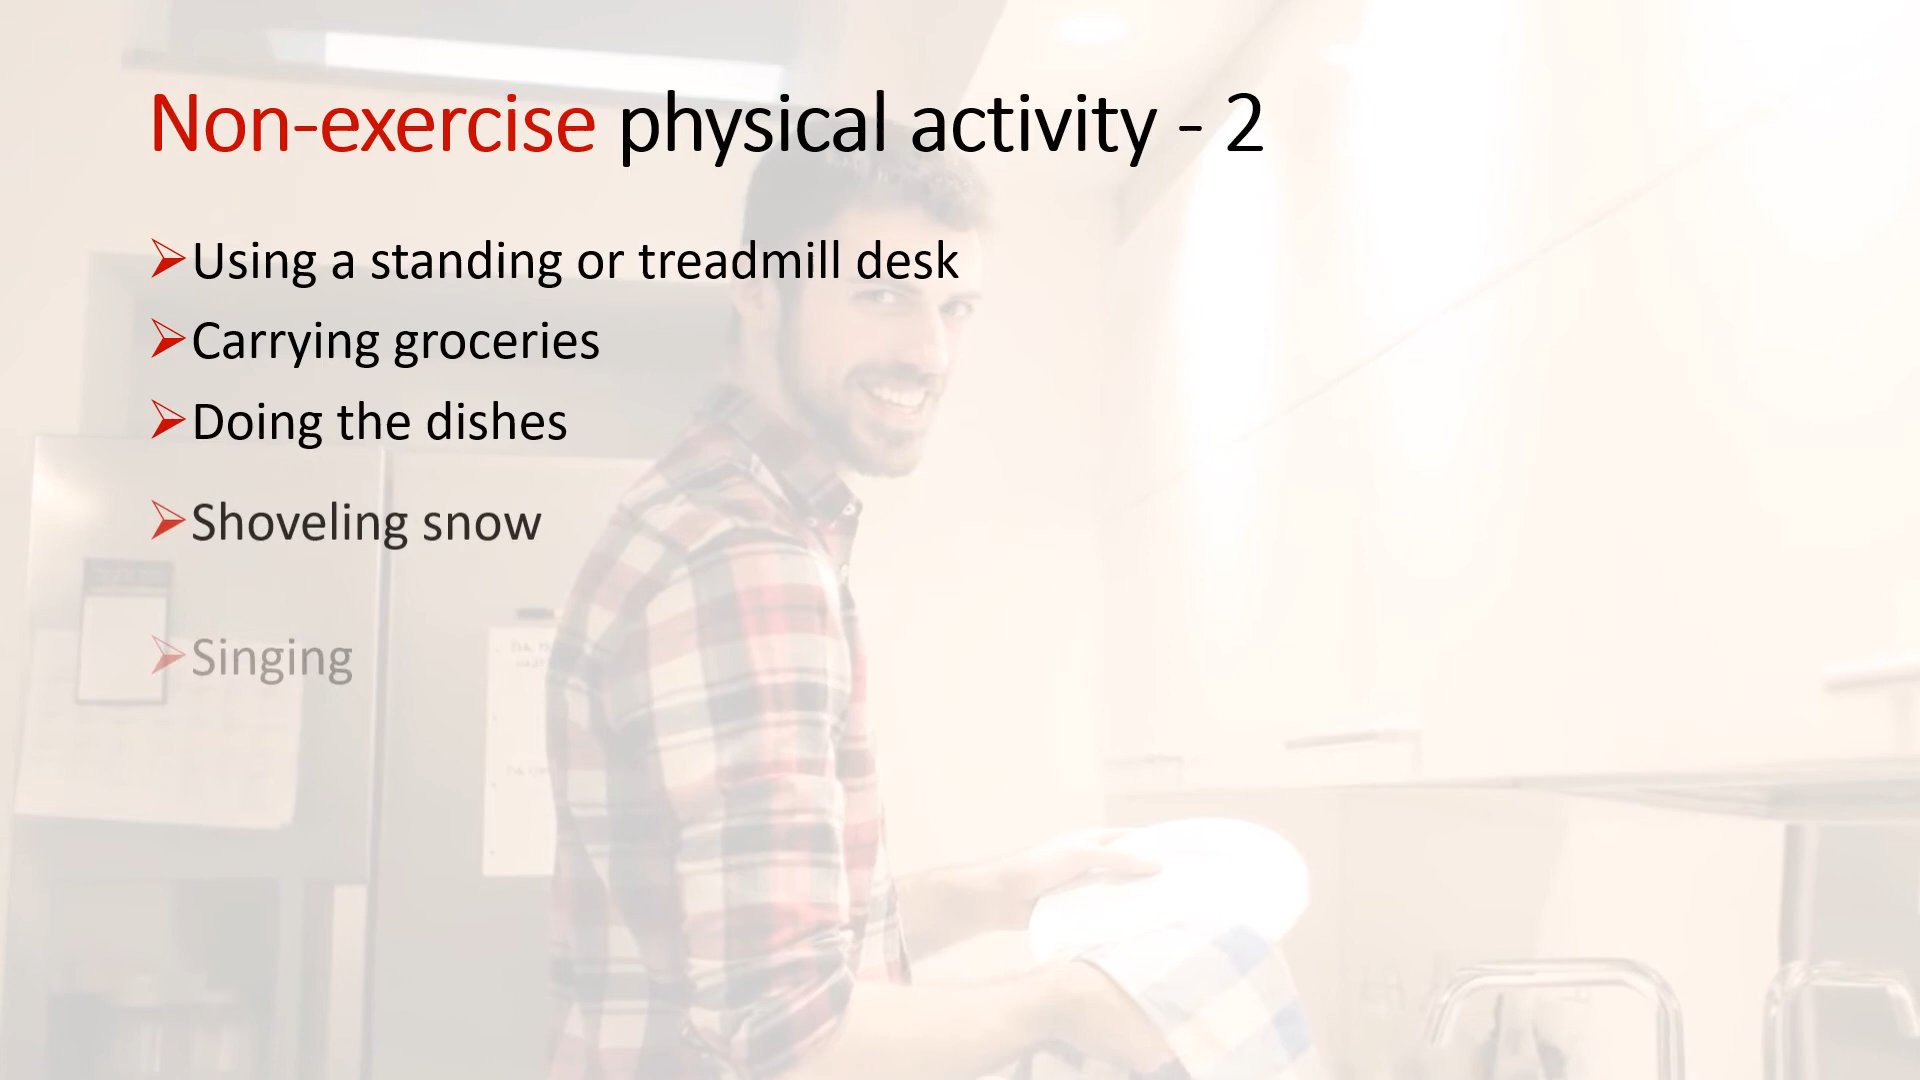 Non-exercise physical activity - 2
Using a standing or treadmill desk
Carrying groceries
Doing the dishes
Shoveling snow
Singing